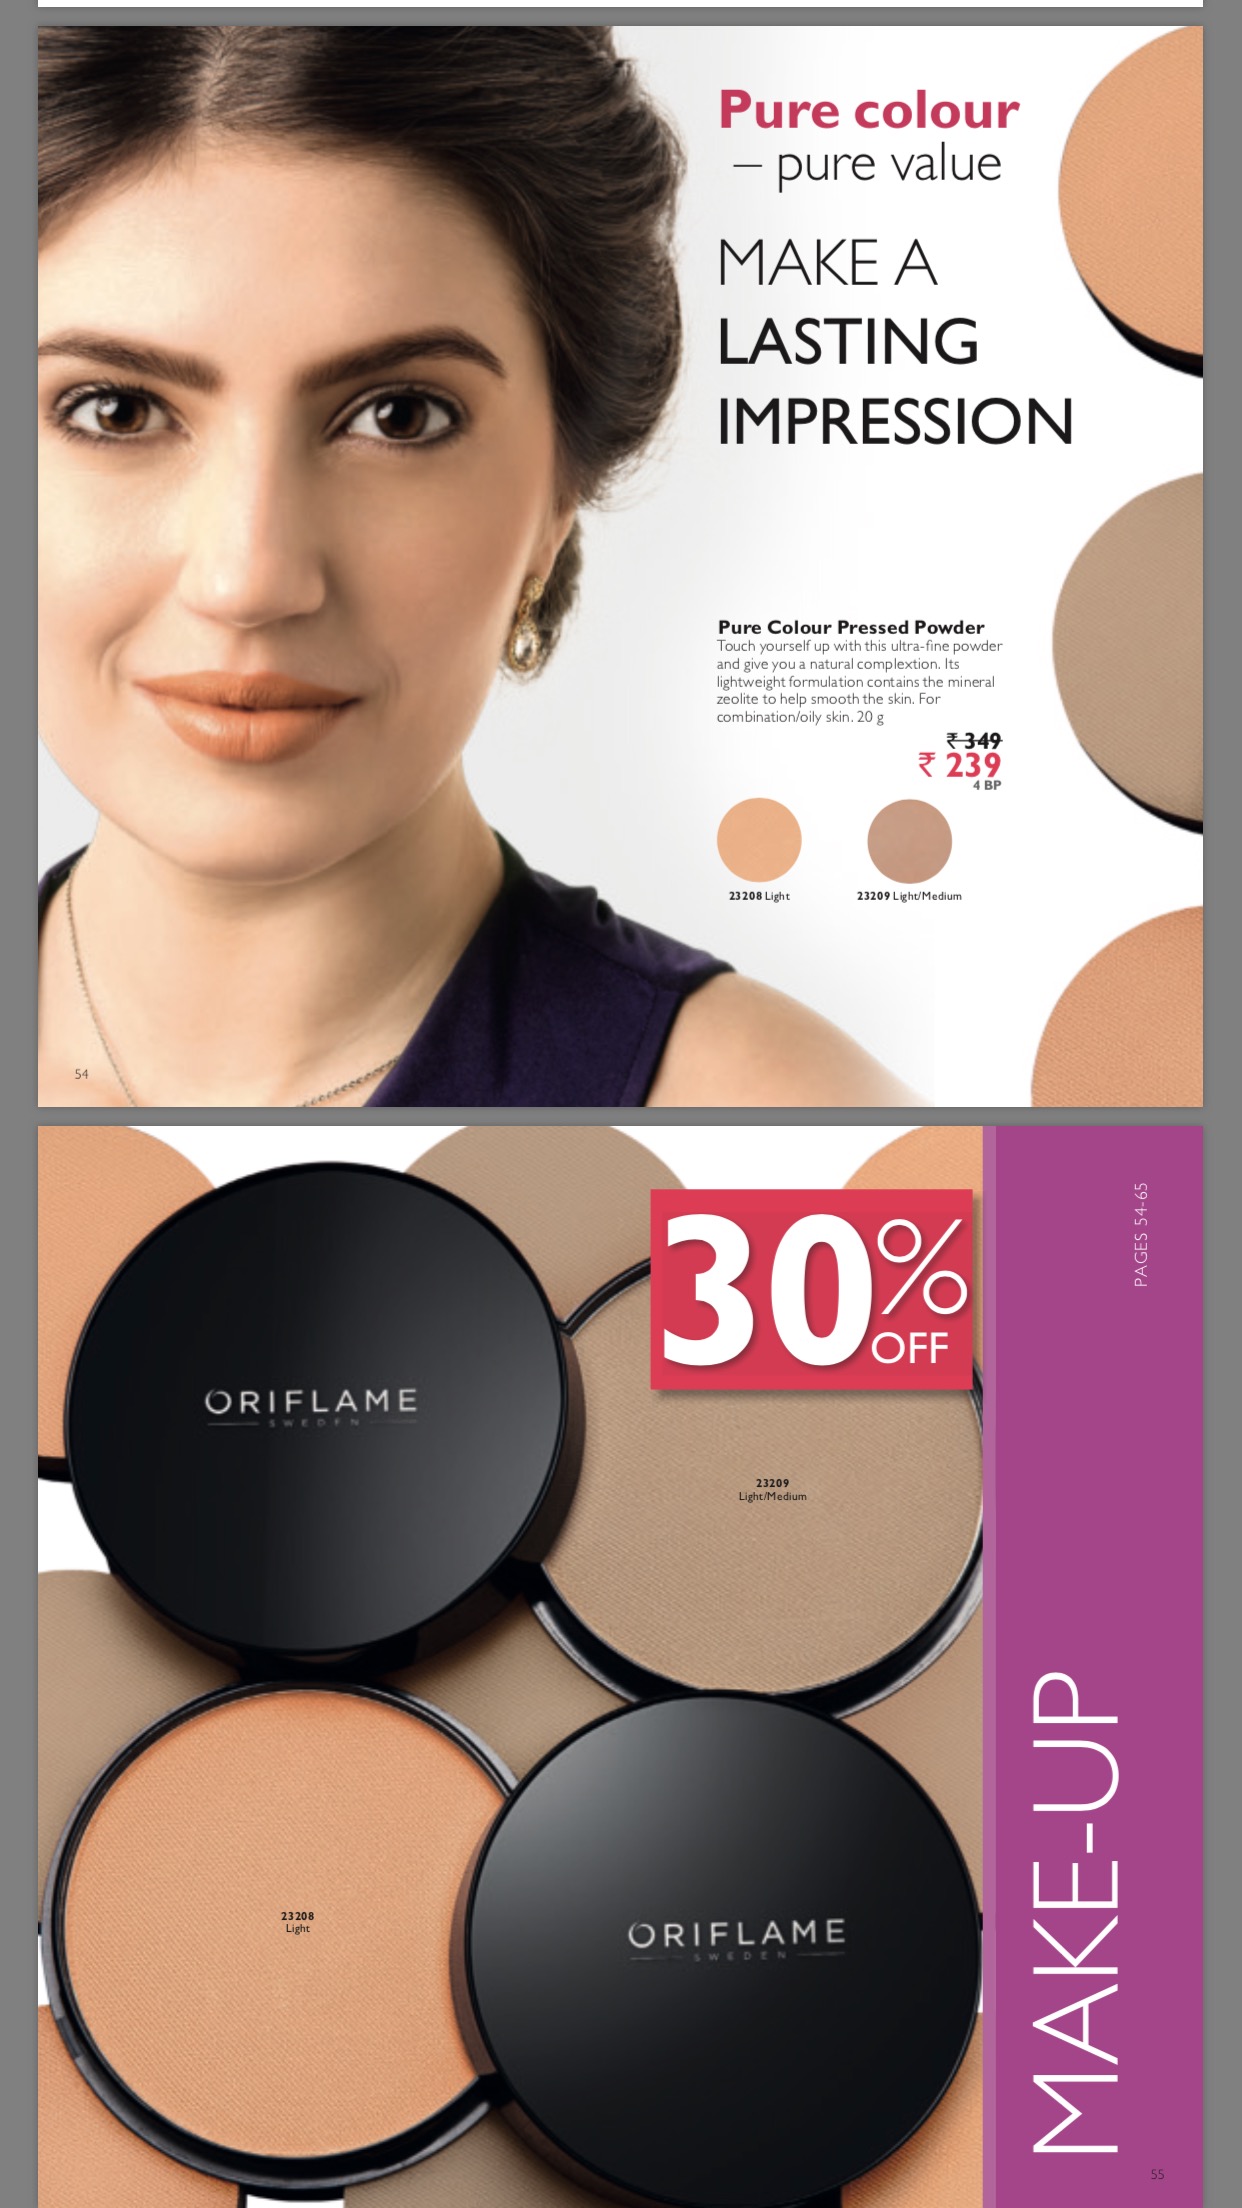 Pure colour
– pure value
MAKE A
LASTING
IMPRESSION
Pure Colour Pressed Powder
Touch yourself up with this ultra-fine powder
and give you a natural complextion. Its
lightweight formulation contains the mineral
zeolite to help smooth the skin. For
combination/oily skin. 20 g
₹ 349
₹ 239
4 BP
23208 Light
23209 Light/Medium
54
30%
OFF
PAGES 54-65
ORIFLAME
SWEDEN
23209
Light/Medium
MAKE-UP
23208
Light
ORIFLAME
SWEDEN
55